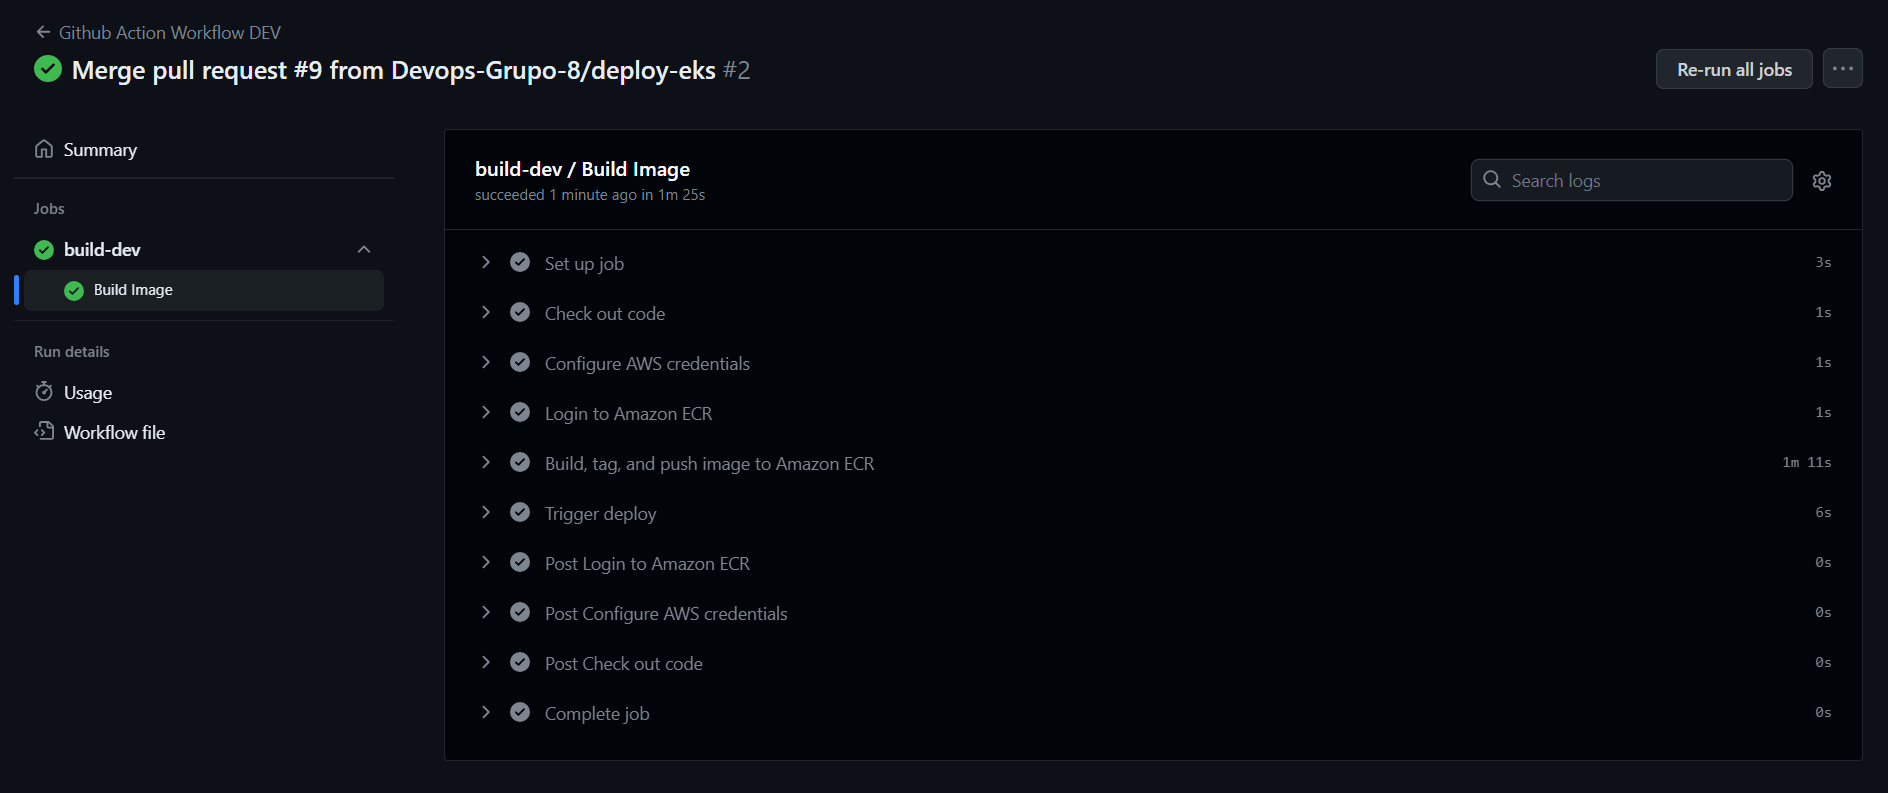 Github Action Workflow DEV
Merge pull request #9 from Devops-Grupo-8/deploy-eks #2
Re-run all jobs
Summary
Jobs
build-dev
Build Image
Run details
Usage
Workflow file
build-dev / Build Image
succeeded 1 minute ago in 1m 25s
Search logs
Set up job 3s
Check out code 1s
Configure AWS credentials 1s
Login to Amazon ECR 1s
Build, tag, and push image to Amazon ECR 1m 11s
Trigger deploy 6s
Post Login to Amazon ECR 0s
Post Configure AWS credentials 0s
Post Check out code 0s
Complete job 0s